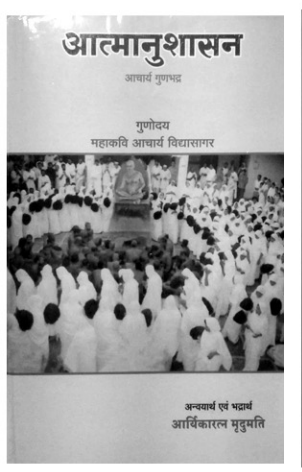 आत्मानुशासन
आचार्य गुणभद्र
गुणोदय
महाकवि आचार्य विद्यासागर
अन्वयार्थ एवं भद्रार्थ
आर्यिकारत्न मृदुमति